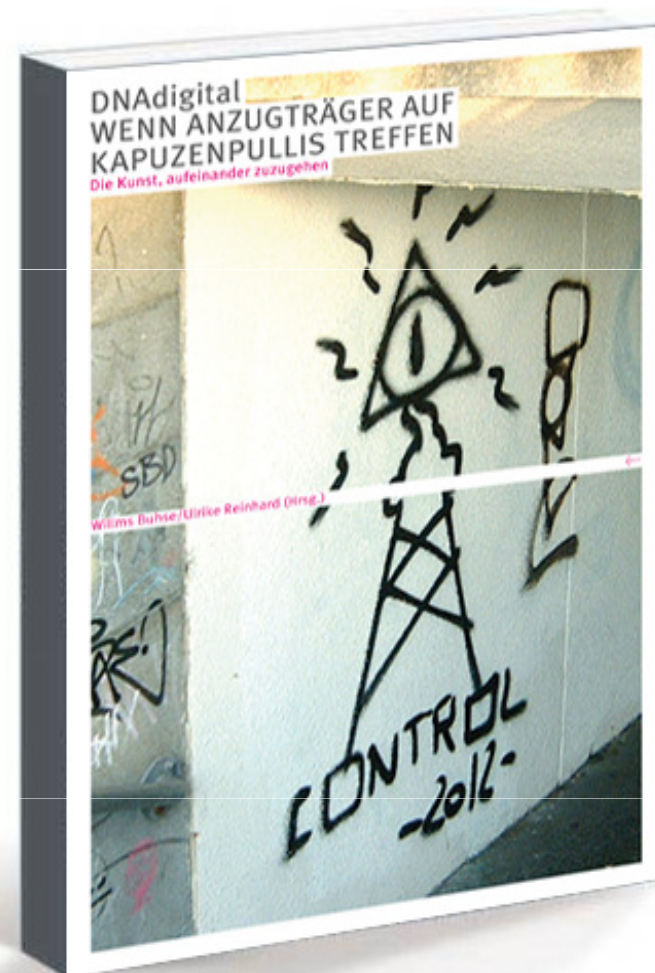 DNAdigital
WENN ANZUGTRÄGER AUF
KAPUZENPULLIS TREFFEN
Die Kunst, aufeinander zuzugehen
SBD
Willms Buhse/Ulrike Reinhard (Hrsg.)
CONTROL
-2012-